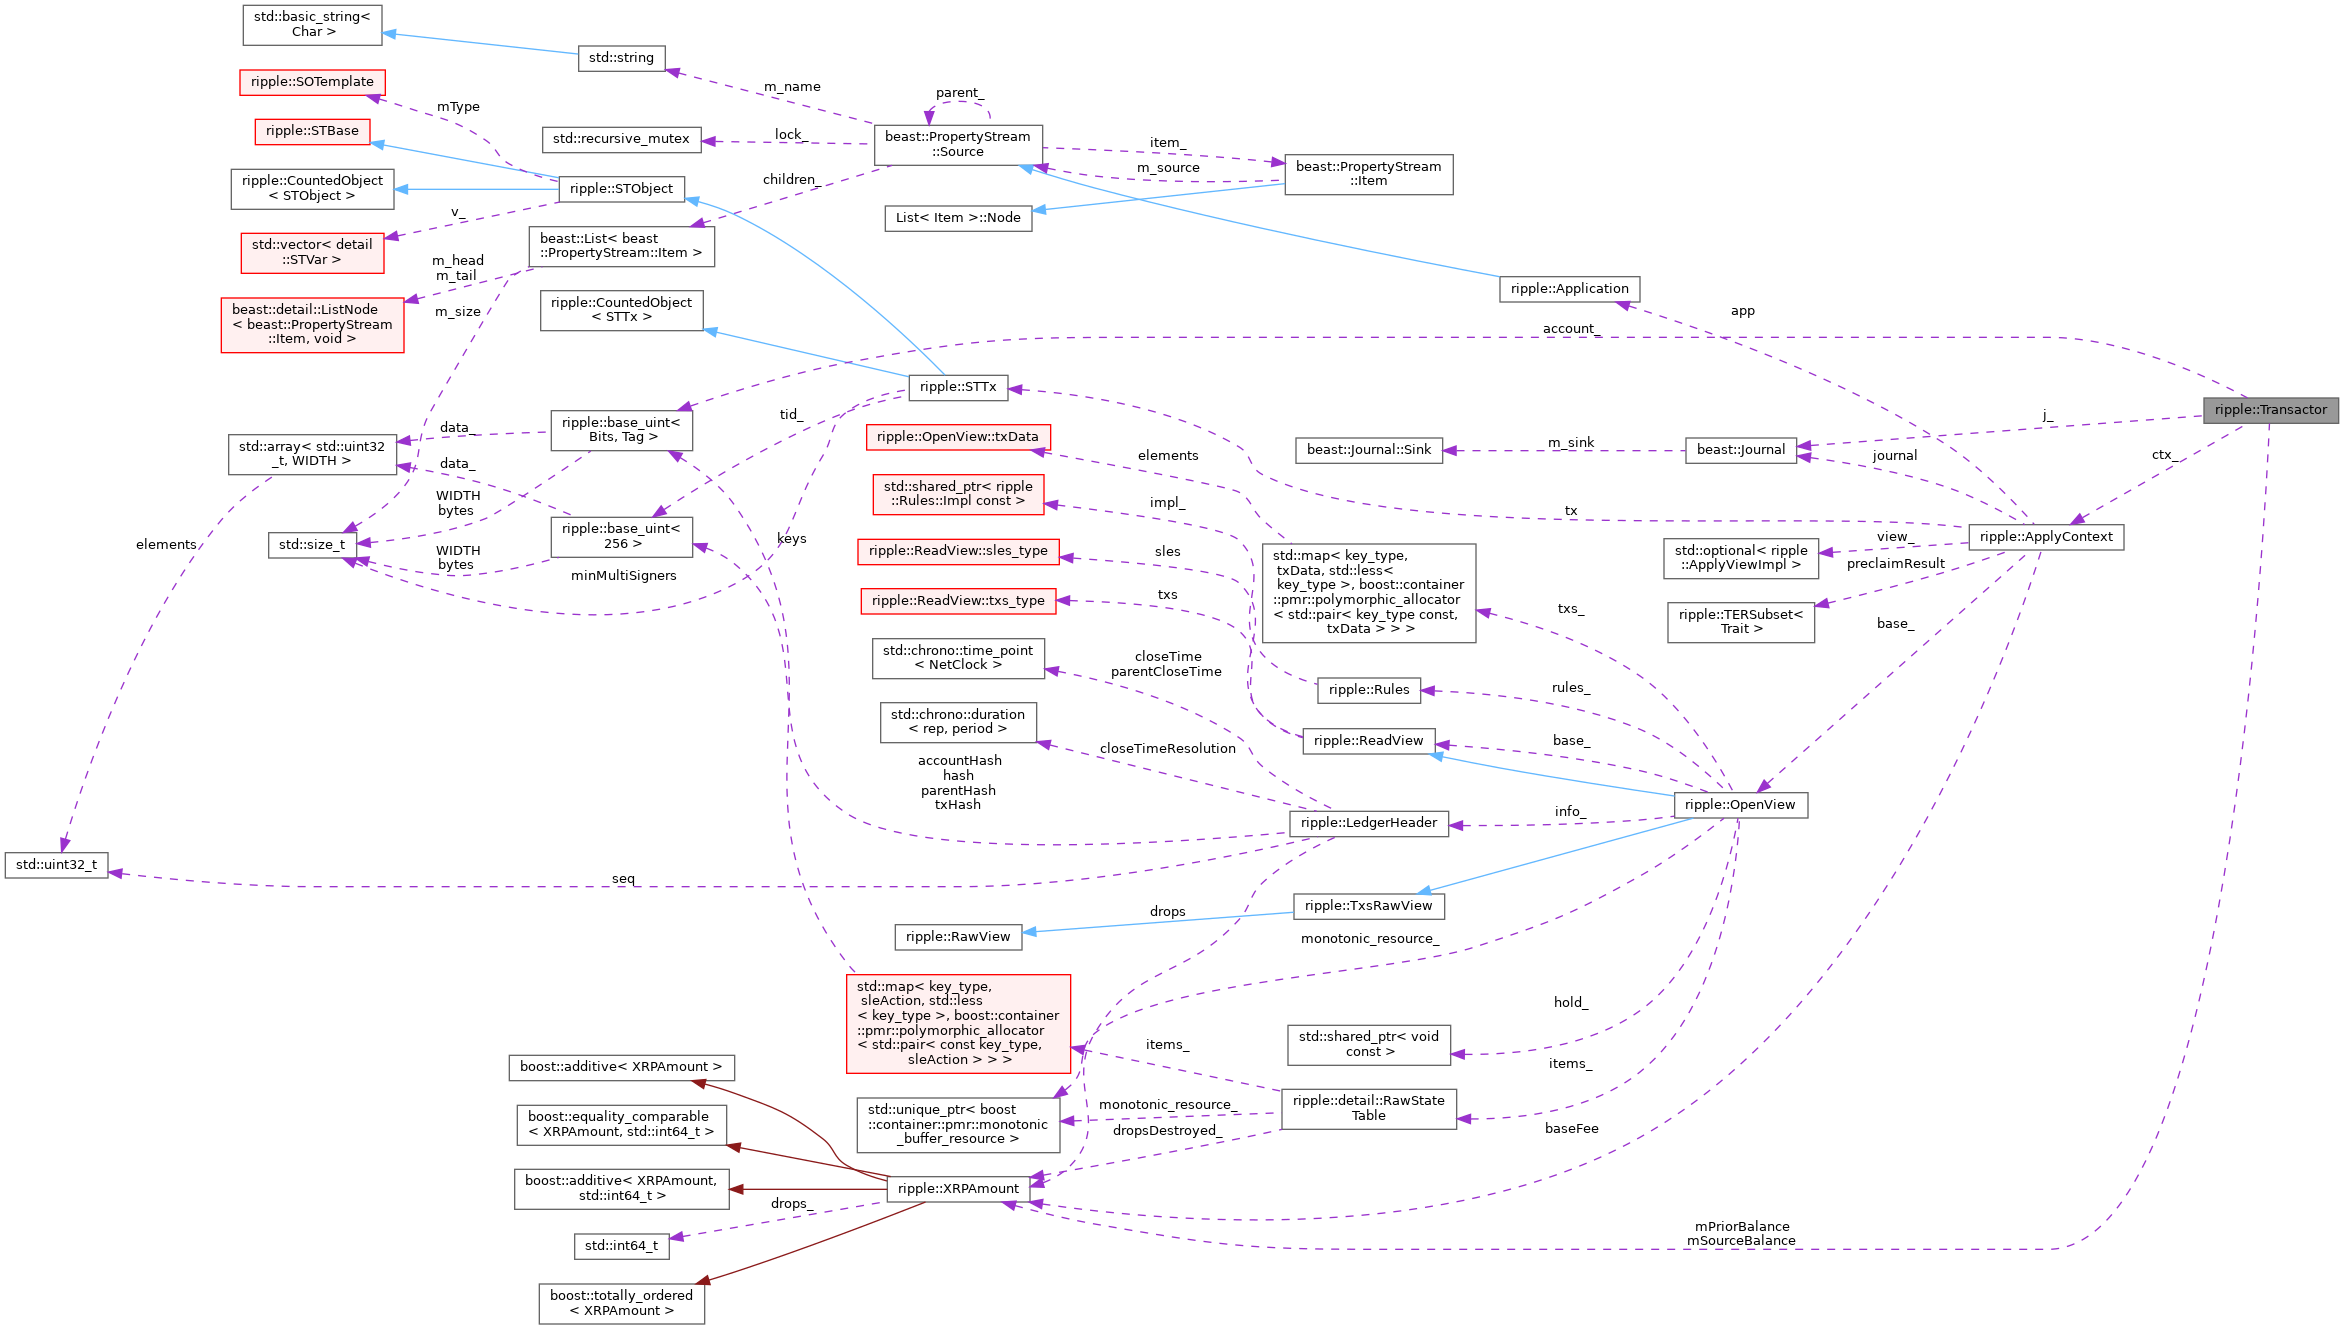 std::basic_string<
Char >
std::string
ripple::SOTemplate
m_name
parent_
mType
ripple::STBase
std::recursive_mutex
lock_
beast::PropertyStream
::Source
item_
m_source
beast::PropertyStream
::Item
ripple::CountedObject
< STObject >
ripple::STObject
children_
v_
List< Item >::Node
std::vector< detail
::STVar >
beast::List< beast
::PropertyStream::Item >
m_head
m_tail
ripple::Application
beast::detail::ListNode
< beast::PropertyStream
::Item, void >
m_size
ripple::CountedObject
< STTx >
app
account_
ripple::STTx
ripple::Transactor
tid_
j_
ripple::base_uint<
Bits, Tag >
data_
std::array< std::uint32
_t, WIDTH >
data_
ripple::OpenView::txData
elements
beast::Journal::Sink
m_sink
beast::Journal
journal
ctx_
std::shared_ptr< ripple
::Rules::Impl const >
impl_
WIDTH
bytes
tx
ripple::base_uint<
256 >
std::size_t
elements
keys
WIDTH
bytes
minMultiSigners
ripple::ReadView::sles_type
sles
std::map< key_type,
txData, std::less<
key_type >, boost::container
::pmr::polymorphic_allocator
< std::pair< key_type const,
txData > > >
std::optional< ripple
::ApplyViewImpl >
view_
ripple::ApplyContext
preclaimResult
ripple::ReadView::txs_type
txs
txs_
ripple::TERSubset<
Trait >
base_
std::chrono::time_point
< NetClock >
closeTime
parentCloseTime
ripple::Rules
rules_
std::chrono::duration
< rep, period >
closeTimeResolution
ripple::ReadView
base_
accountHash
hash
parentHash
txHash
ripple::LedgerHeader
info_
ripple::OpenView
std::uint32_t
seq
drops
ripple::TxsRawView
ripple::RawView
monotonic_resource_
std::map< key_type,
sleAction, std::less
< key_type >, boost::container
::pmr::polymorphic_allocator
< std::pair< const key_type,
sleAction > > >
hold_
std::shared_ptr< void
const >
items_
items_
boost::additive< XRPAmount >
boost::equality_comparable
< XRPAmount, std::int64_t >
std::unique_ptr< boost
::container::pmr::monotonic
_buffer_resource >
monotonic_resource_
dropsDestroyed_
ripple::detail::RawState
Table
baseFee
boost::additive< XRPAmount,
std::int64_t >
ripple::XRPAmount
drops_
std::int64_t
mPriorBalance
mSourceBalance
boost::totally_ordered
< XRPAmount >